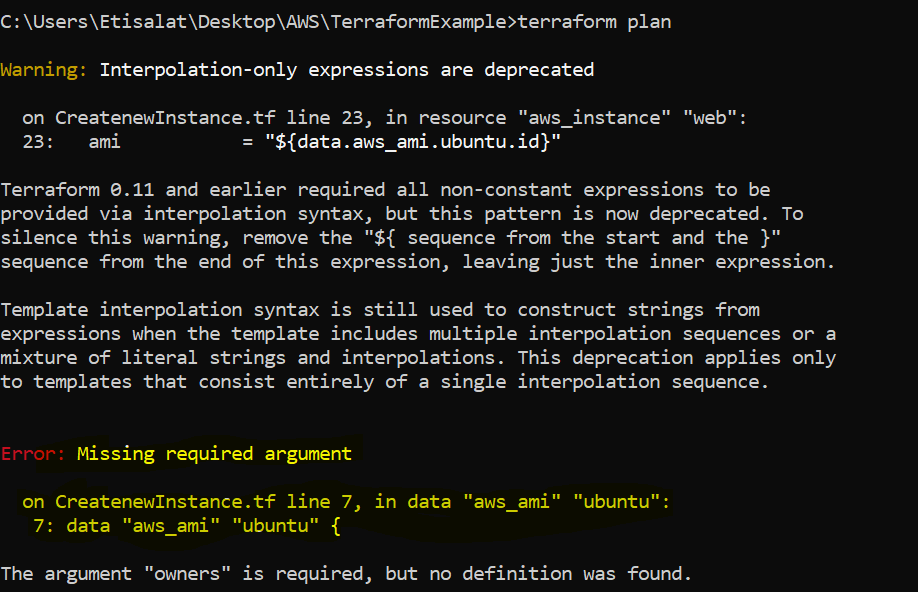 C:\Users\Etisalat\Desktop\AWS\TerraformExample>terraform plan
Warning: Interpolation-only expressions are deprecated
on CreatenewInstance.tf line 23, in resource "aws_instance" "web":
23: ami = "${data.aws_ami.ubuntu.id}"
Terraform 0.11 and earlier required all non-constant expressions to be
provided via interpolation syntax, but this pattern is now deprecated. To
silence this warning, remove the "${ sequence from the start and the }"
sequence from the end of this expression, leaving just the inner expression.
Template interpolation syntax is still used to construct strings from
expressions when the template includes multiple interpolation sequences or a
mixture of literal strings and interpolations. This deprecation applies only
to templates that consist entirely of a single interpolation sequence.
Error: Missing required argument
on CreatenewInstance.tf line 7, in data "aws_ami" "ubuntu":
7: data "aws_ami" "ubuntu" {
The argument "owners" is required, but no definition was found.